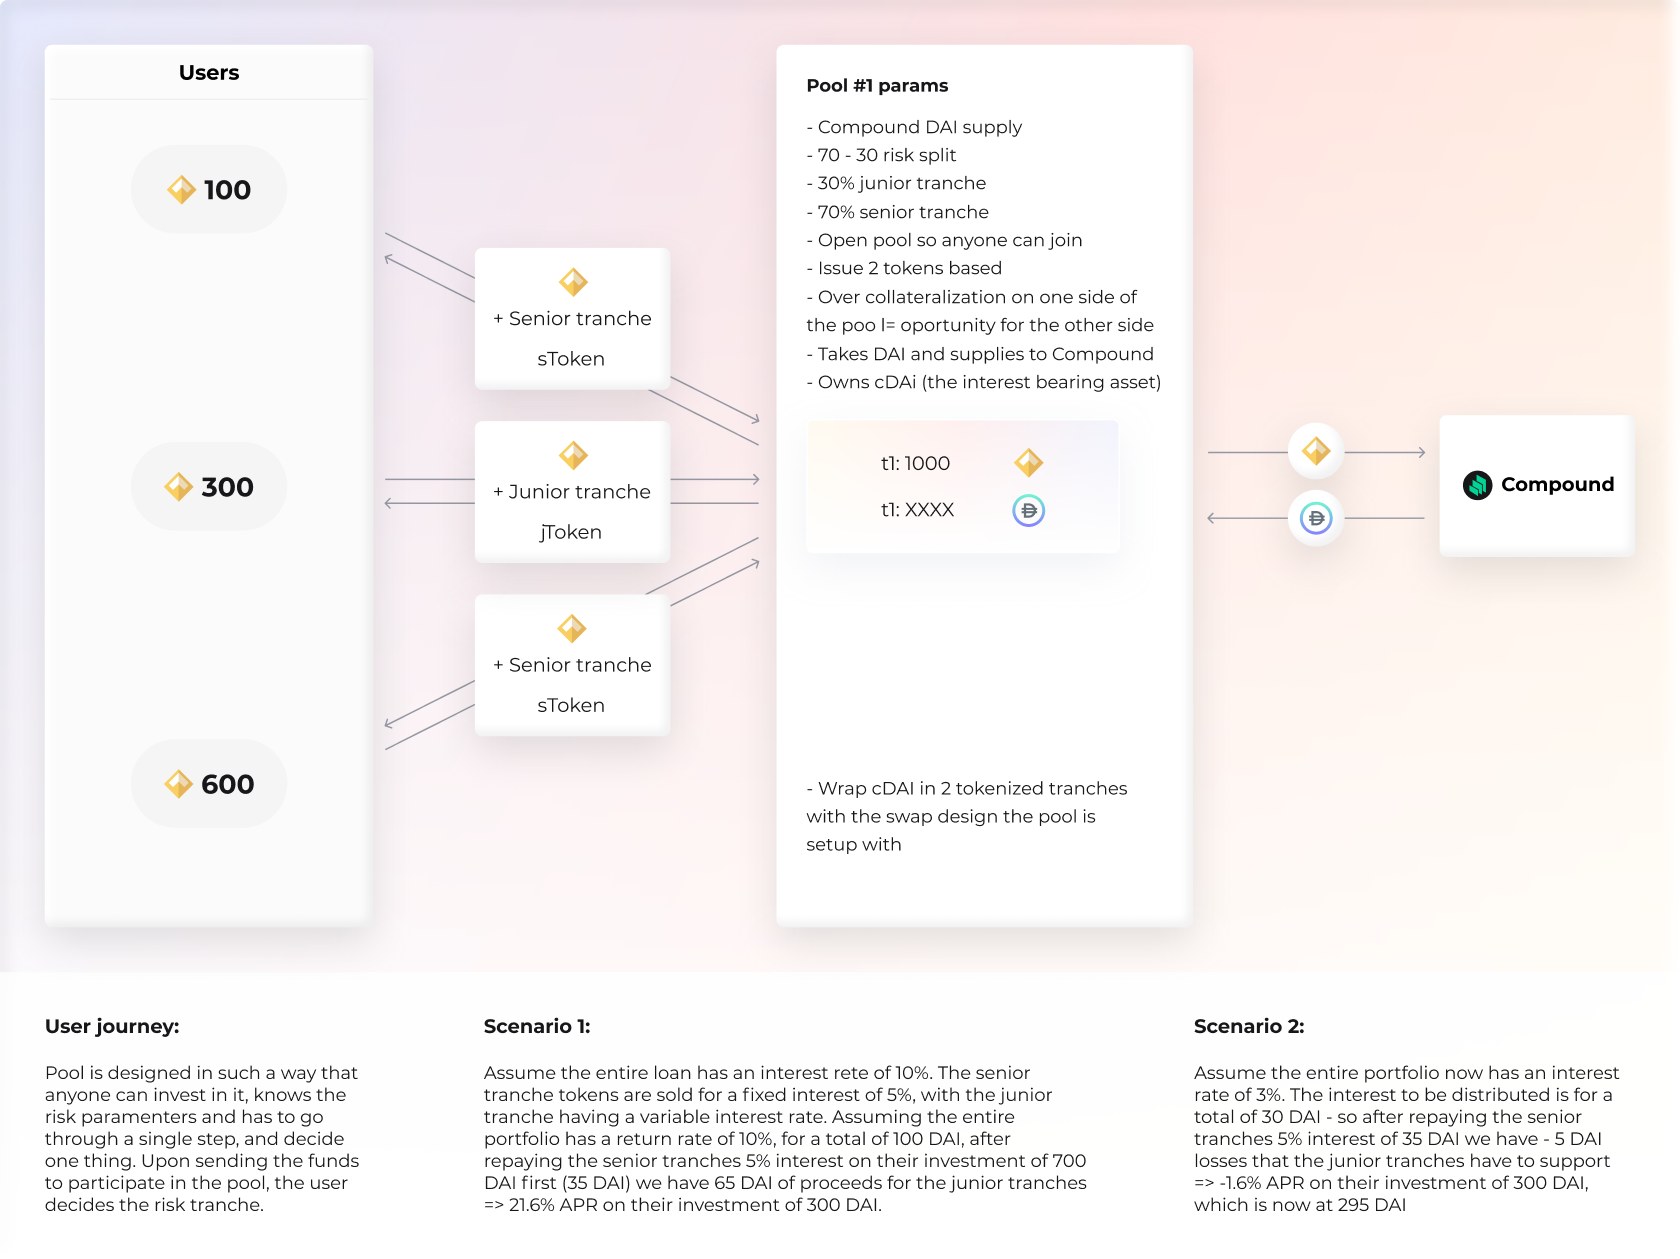 Users
100
300
600
+ Senior tranche
sToken
+ Junior tranche
jToken
+ Senior tranche
sToken
Pool #1 params
- Compound DAI supply
- 70 - 30 risk split
- 30% junior tranche
- 70% senior tranche
- Open pool so anyone can join
- Issue 2 tokens based
- Over collateralization on one side of
the poo l= oportunity for the other side
- Takes DAI and supplies to Compound
- Owns cDAi (the interest bearing asset)
t1: 1000
t1: XXXX
- Wrap cDAI in 2 tokenized tranches
with the swap design the pool is
setup with
Compound
User journey:
Pool is designed in such a way that
anyone can invest in it, knows the
risk paramenters and has to go
through a single step, and decide
one thing. Upon sending the funds
to participate in the pool, the user
decides the risk tranche.
Scenario 1:
Assume the entire loan has an interest rete of 10%. The senior
tranche tokens are sold for a fixed interest of 5%, with the junior
tranche having a variable interest rate. Assuming the entire
portfolio has a return rate of 10%, for a total of 100 DAI, after
repaying the senior tranches 5% interest on their investment of 700
DAI first (35 DAI) we have 65 DAI of proceeds for the junior tranches
=> 21.6% APR on their investment of 300 DAI.
Scenario 2:
Assume the entire portfolio now has an interest
rate of 3%. The interest to be distributed is for a
total of 30 DAI - so after repaying the senior
tranches 5% interest of 35 DAI we have - 5 DAI
losses that the junior tranches have to support
=> -1.6% APR on their investment of 300 DAI,
which is now at 295 DAI